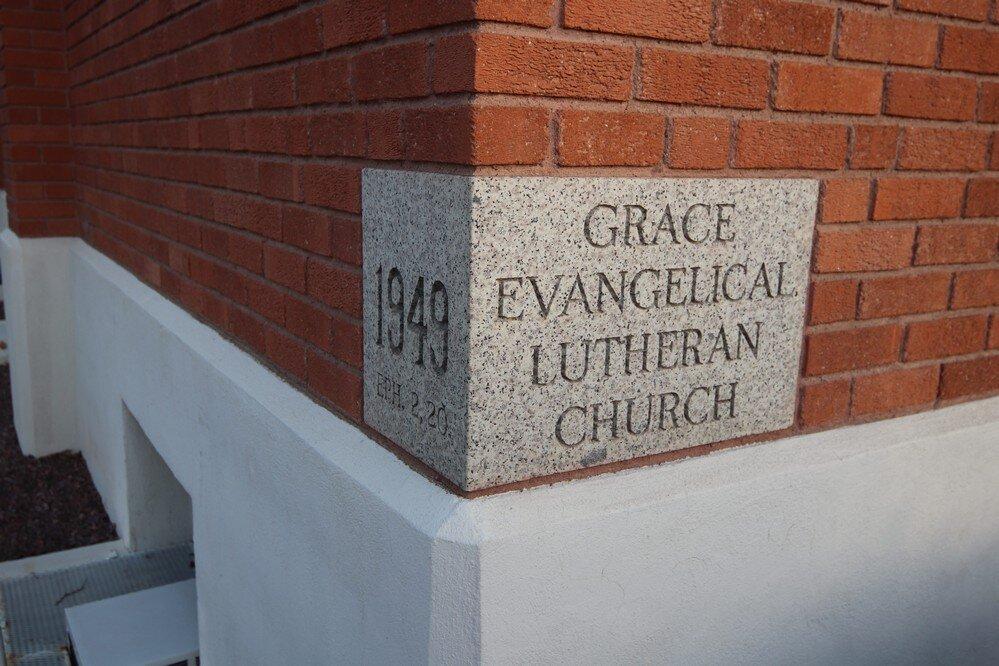 1949
EPH. 2, 20.
GRACE
EVANGELICAL
LUTHERAN
CHURCH